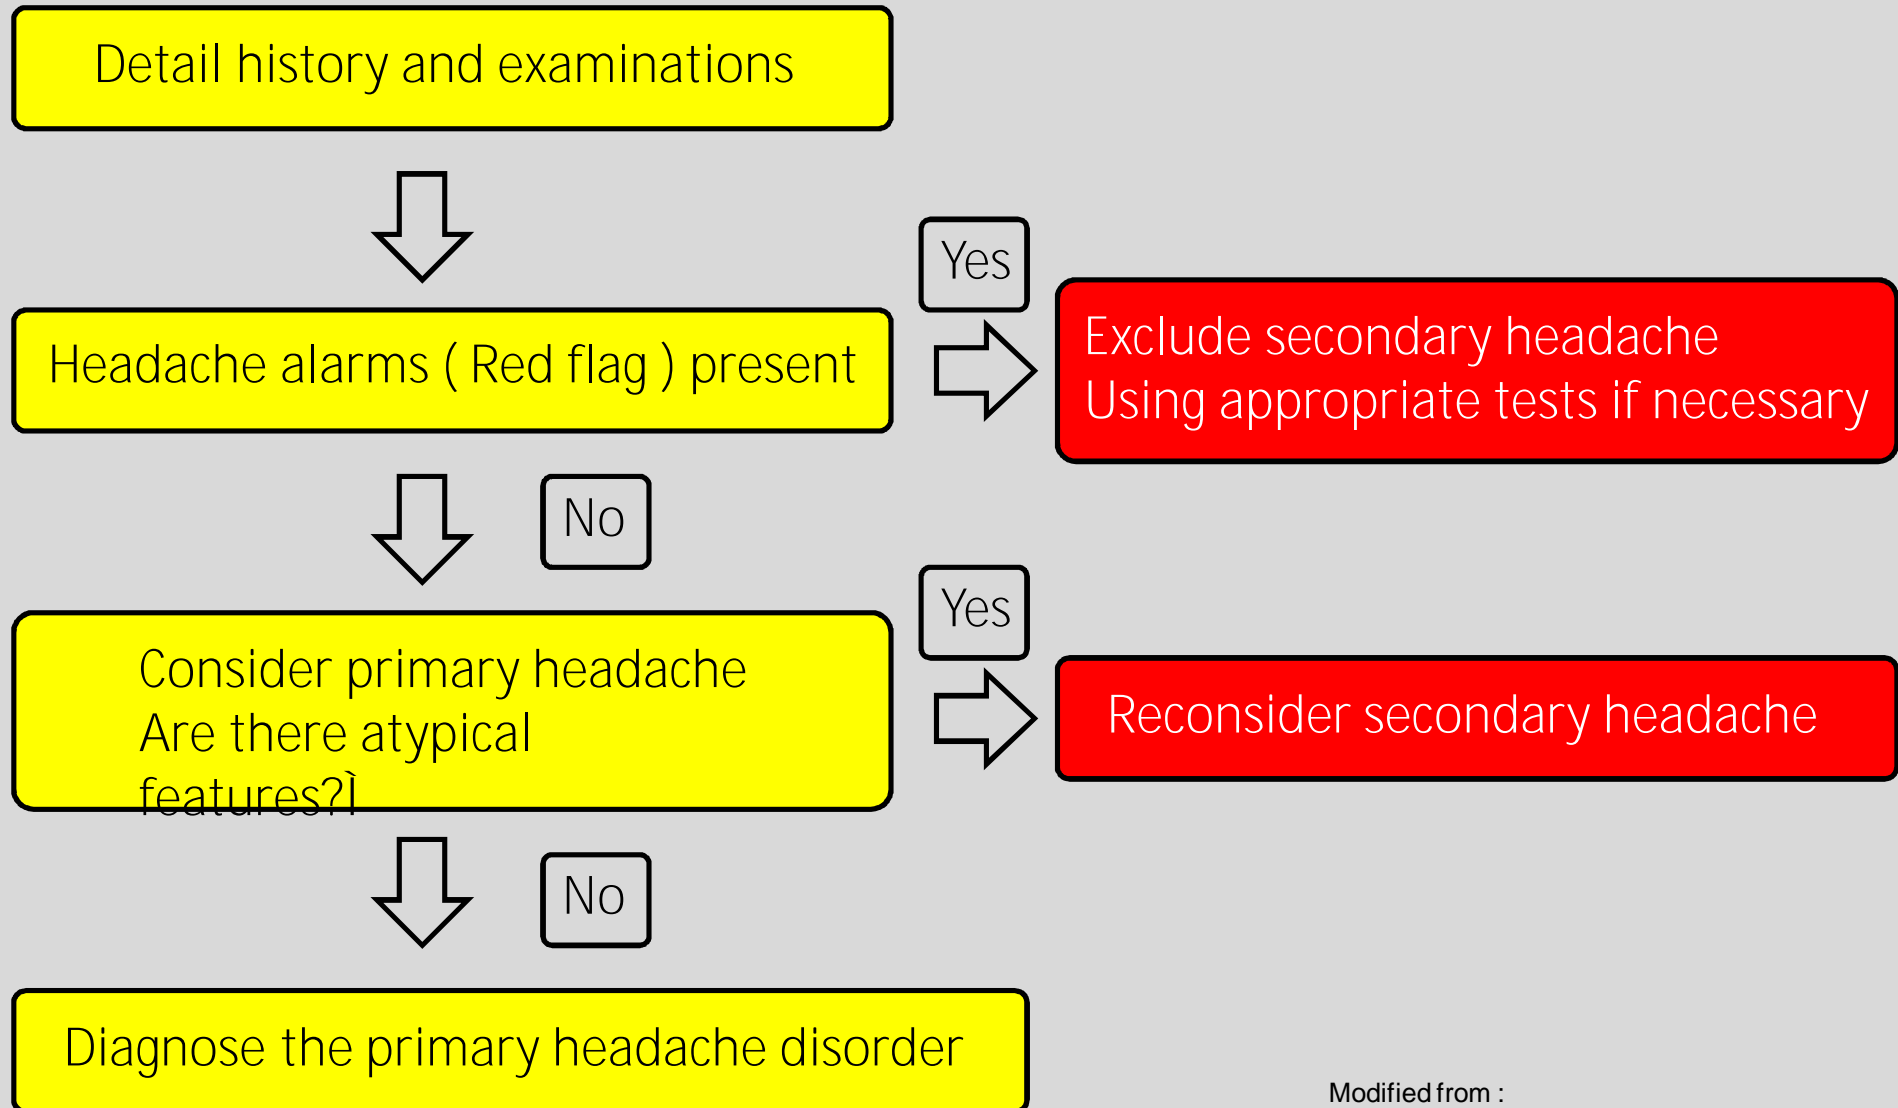 Detail history and examinations
Yes
Headache alarms ( Red flag ) present
Exclude secondary headache
Using appropriate tests if necessary
No
Yes
Consider primary headache
Are there atypical
features?Ì
Reconsider secondary headache
No
Diagnose the primary headache disorder
Modified from :